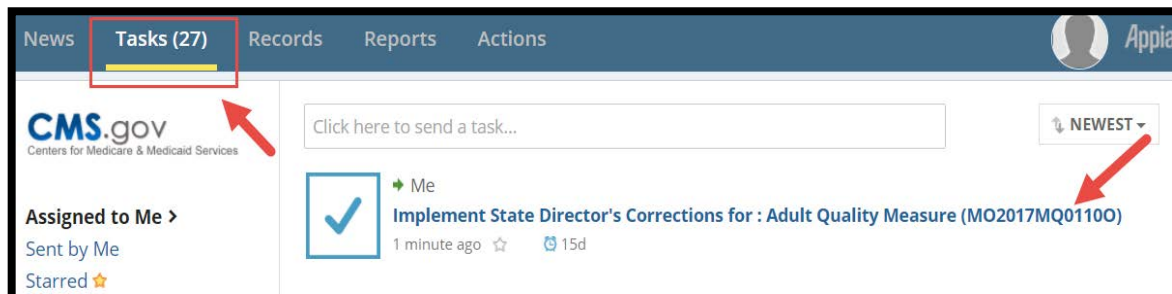 News Tasks (27) Records Reports Actions Appia
CMS.gov
Centers for Medicare & Medicaid Services
Click here to send a task...
NEWEST
Me
Implement State Director's Corrections for : Adult Quality Measure (MO2017MQ0110O)
1 minute ago 15d
Assigned to Me >
Sent by Me
Starred